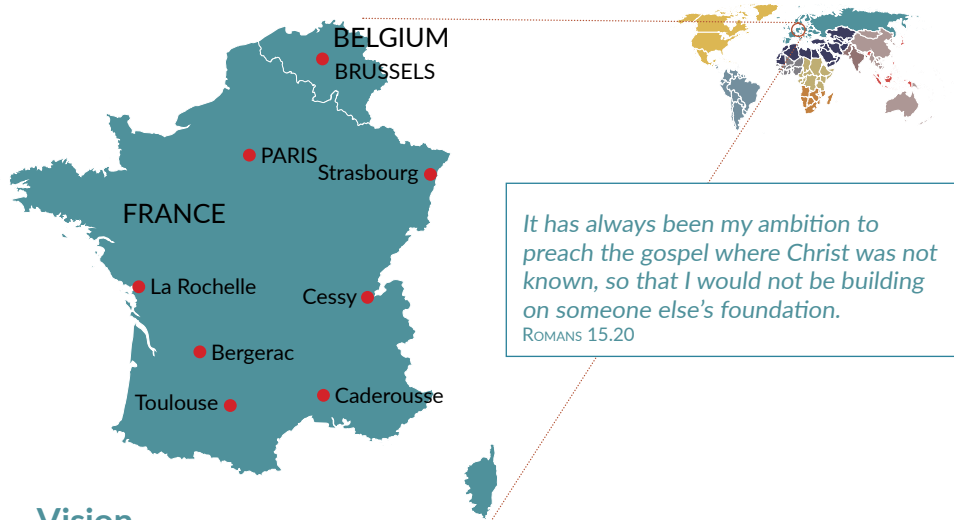 BELGIUM
BRUSSELS
PARIS
Strasbourg
FRANCE
La Rochelle
Cessy
Bergerac
Toulouse
Caderousse
It has always been my ambition to
preach the gospel where Christ was not
known, so that I would not be building
on someone else’s foundation.
Romans 15.20
Vision